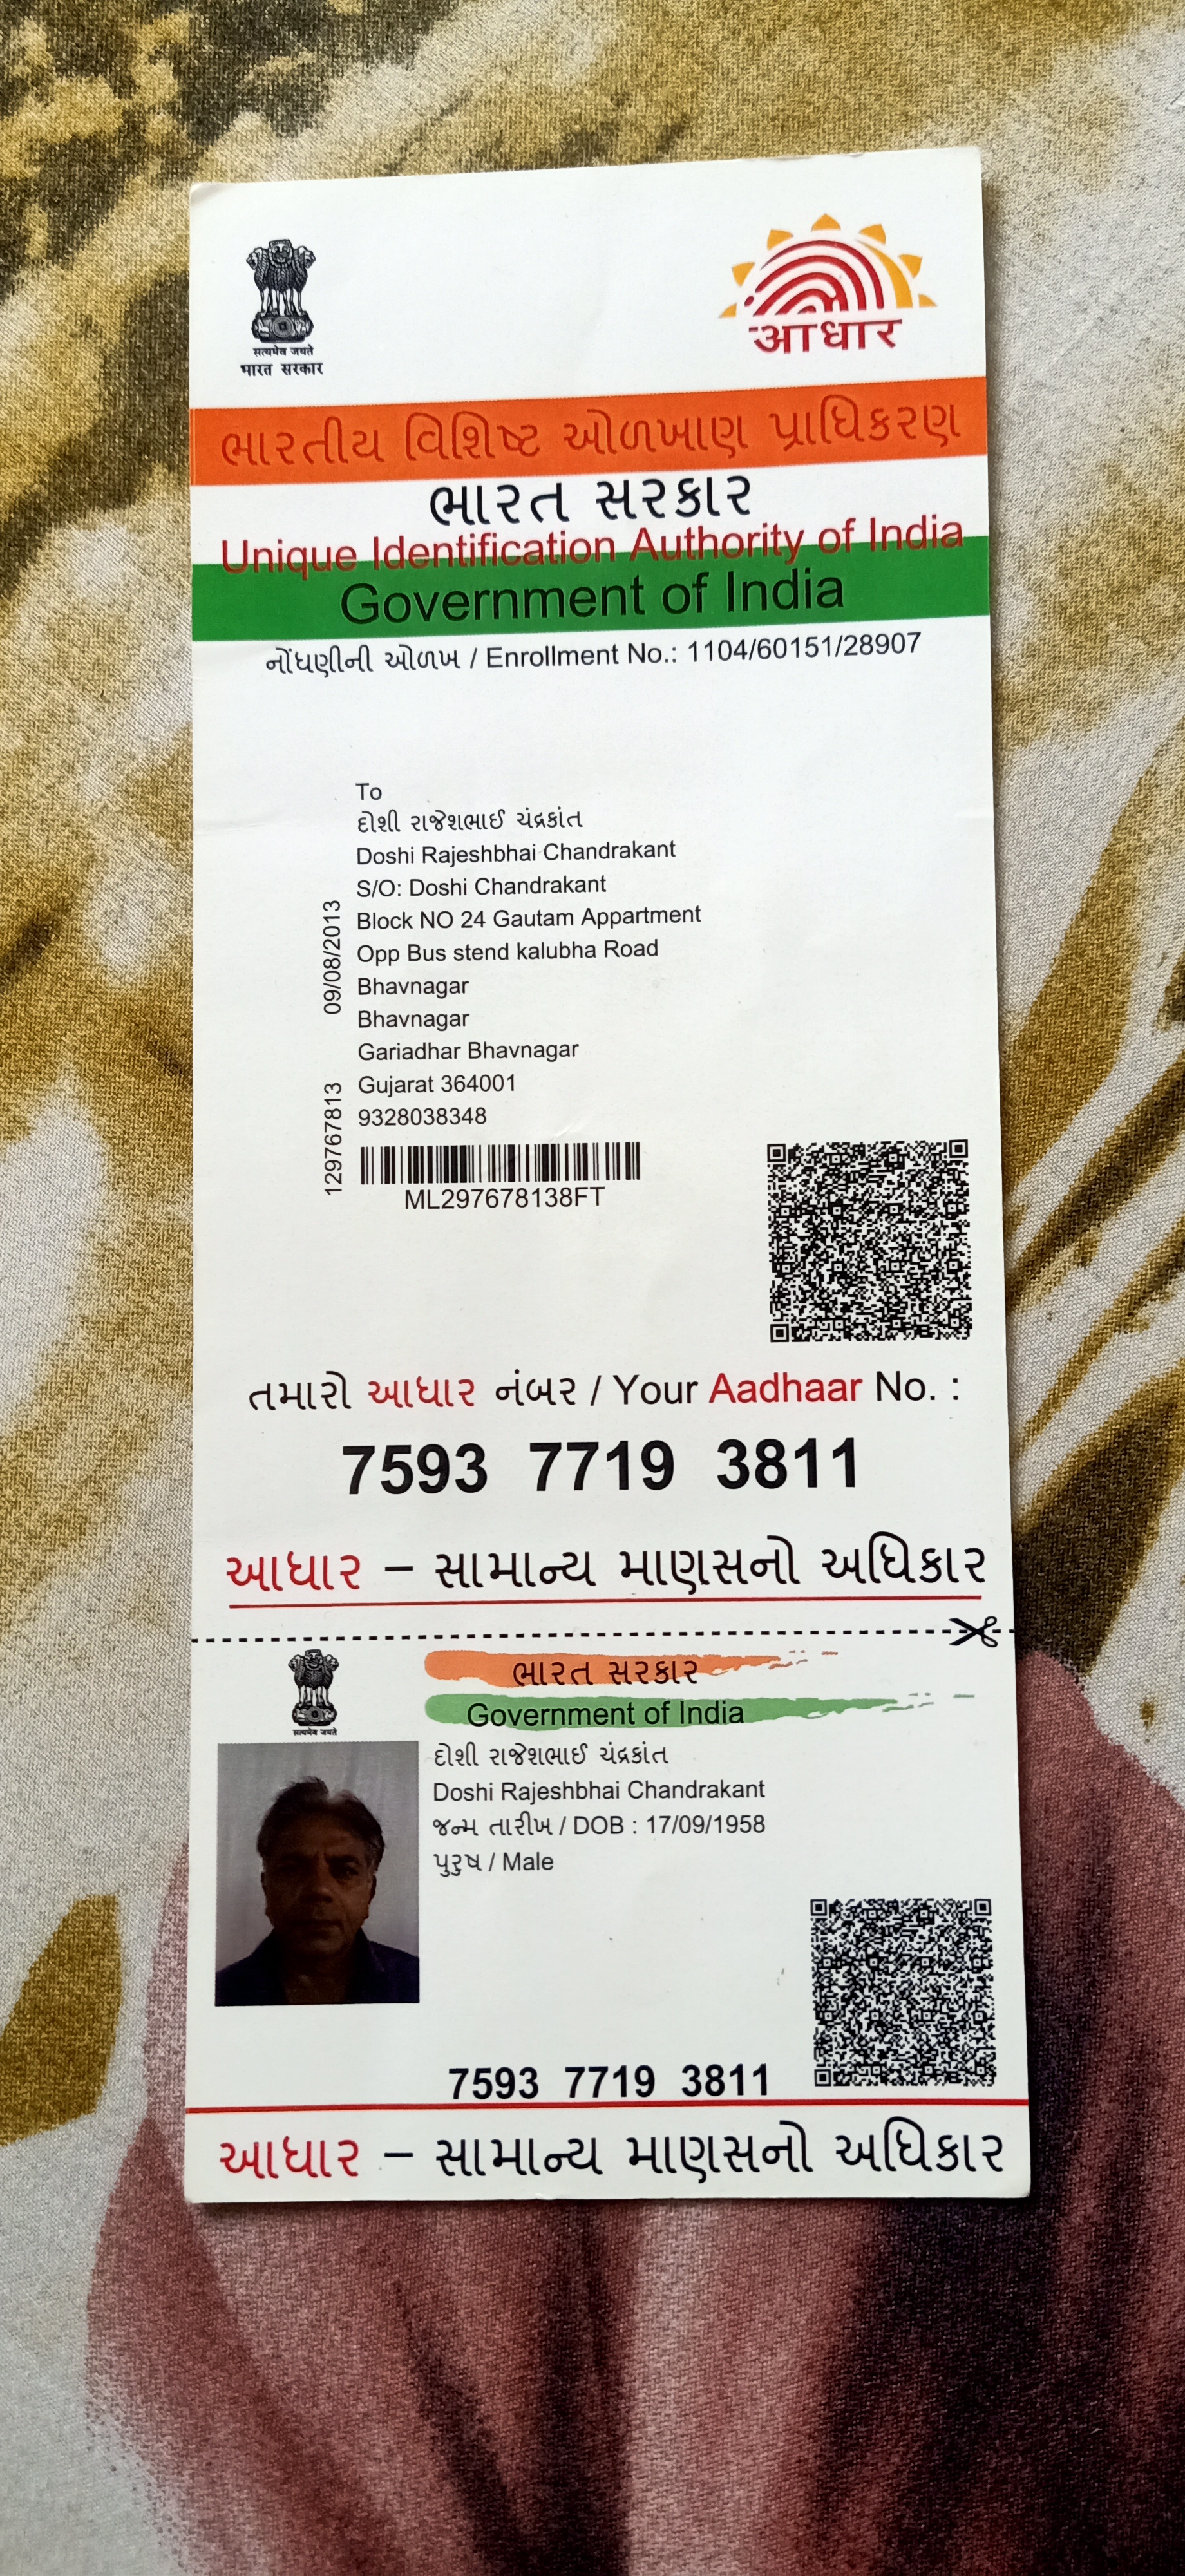 सत्यमेव जयते
भारत सरकार
आधार
ભારતીય વિશિષ્ટ ઓળખાણ પ્રાધિકરણ
ભારત સરકાર
Unique Identification Authority of India
Government of India
નોંધણીની ઓળખ / Enrollment No.: 1104/60151/28907
To
દોશી રાજેશભાઈ ચંદ્રકાંત
Doshi Rajeshbhai Chandrakant
S/O: Doshi Chandrakant
Block NO 24 Gautam Appartment
Opp Bus stend kalubha Road
Bhavnagar
Bhavnagar
Gariadhar Bhavnagar
Gujarat 364001
9328038348
09/08/2013
129767813
ML297678138FT
તમારો આધાર નંબર / Your Aadhaar No. :
7593 7719 3811
આધાર – સામાન્ય માણસનો અધિકાર
सत्यमेव जयते
ભારત સરકાર
Government of India
દોશી રાજેશભાઈ ચંદ્રકાંત
Doshi Rajeshbhai Chandrakant
જન્મ તારીખ / DOB : 17/09/1958
પુરુષ / Male
7593 7719 3811
આધાર – સામાન્ય માણસનો અધિકાર